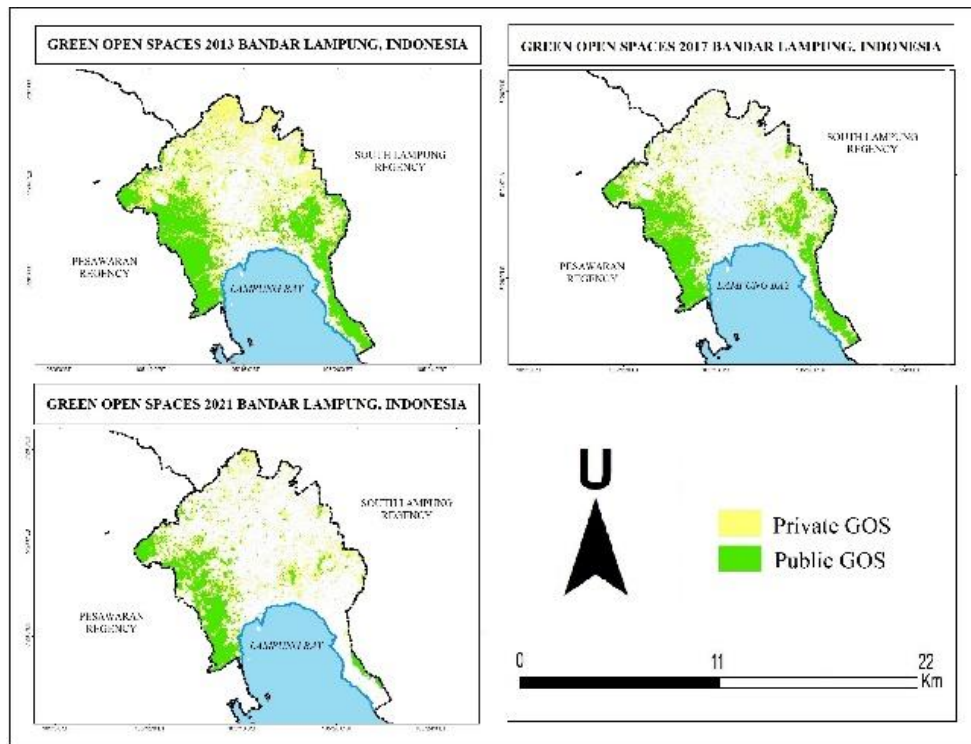 GREEN OPEN SPACES 2013 BANDAR LAMPUNG, INDONESIA
SOUTH LAMPUNG
REGENCY
PESAWARAN
REGENCY
LAMPUNG BAY
GREEN OPEN SPACES 2017 BANDAR LAMPUNG, INDONESIA
SOUTH LAMPUNG
REGENCY
PESAWARAN
REGENCY
LAMPUNG BAY
GREEN OPEN SPACES 2021 BANDAR LAMPUNG, INDONESIA
SOUTH LAMPUNG
REGENCY
PESAWARAN
REGENCY
LAMPUNG BAY
U
Private GOS
Public GOS
0 11 22
Km